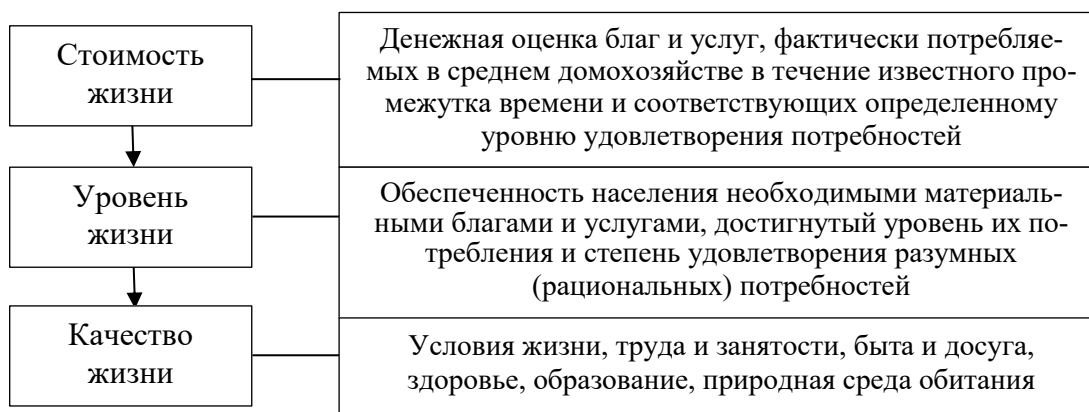 Стоимость
жизни
Денежная оценка благ и услуг, фактически потребляе-
мых в среднем домохозяйстве в течение известного про-
межутка времени и соответствующих определенному
уровню удовлетворения потребностей
Уровень
жизни
Обеспеченность населения необходимыми материаль-
ными благами и услугами, достигнутый уровень их по-
требления и степень удовлетворения разумных
(рациональных) потребностей
Качество
жизни
Условия жизни, труда и занятости, быта и досуга,
здоровье, образование, природная среда обитания